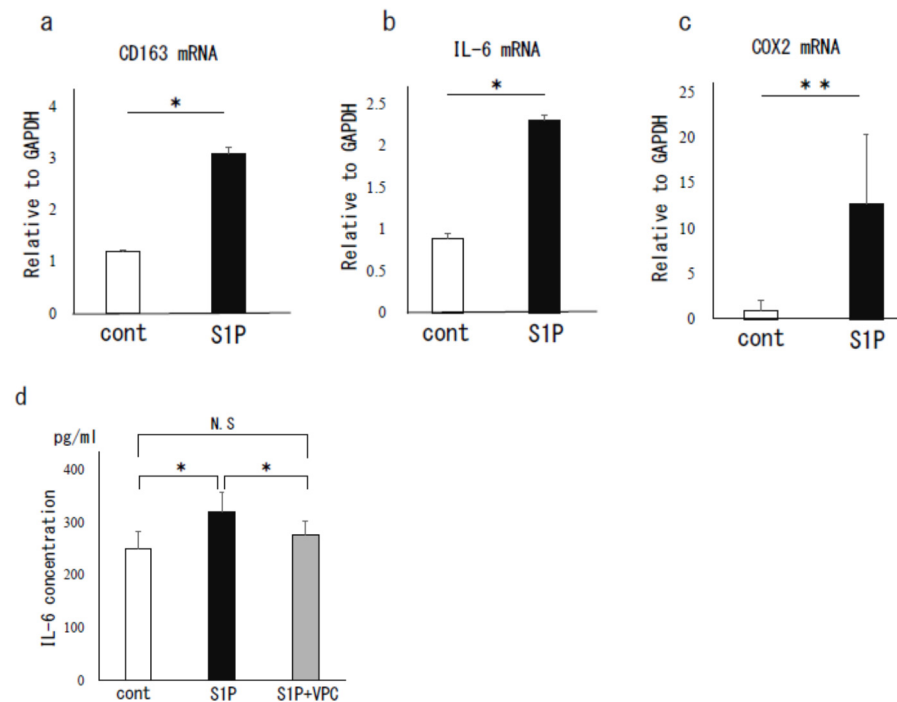 a
CD163 mRNA
*
Relative to GAPDH
4
3
2
1
0
cont S1P
b
IL-6 mRNA
*
Relative to GAPDH
2.5
2
1.5
1
0.5
0
cont S1P
c
COX2 mRNA
* *
Relative to GAPDH
25
20
15
10
5
0
cont S1P
d
N.S
pg/ml
* *
IL-6 concentration
400
300
200
100
0
cont S1P S1P+VPC